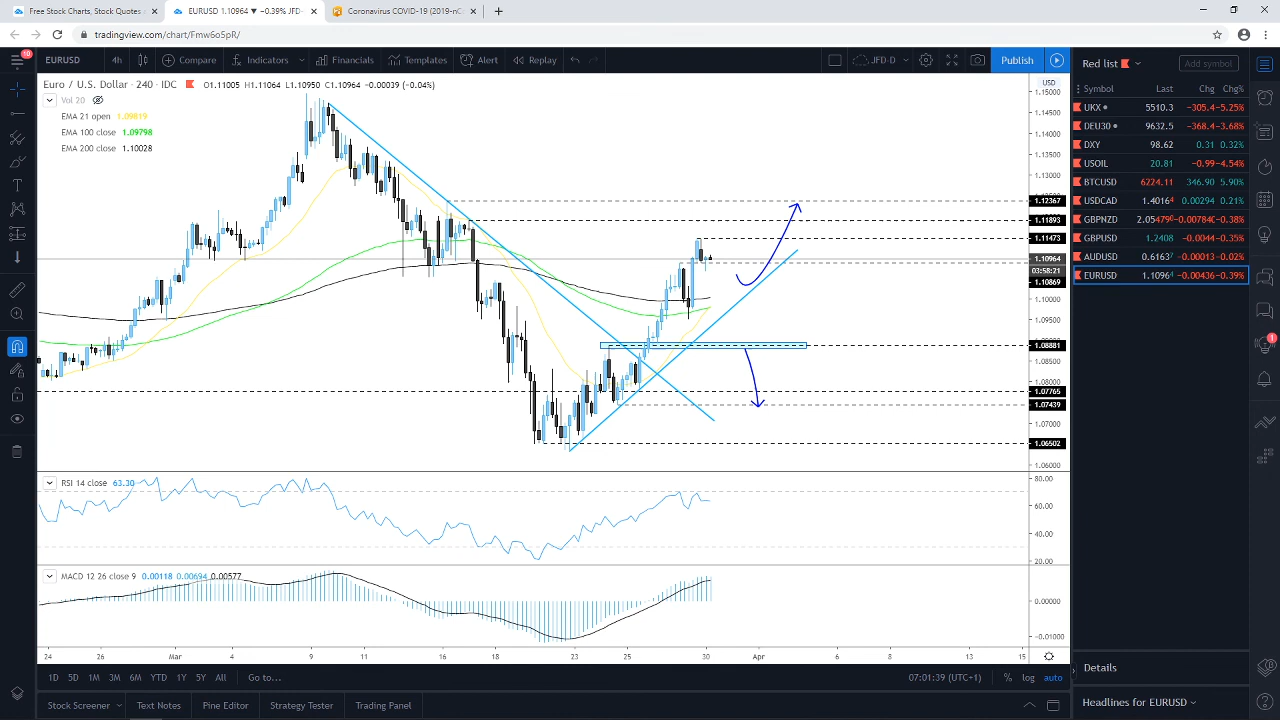 Free Stock Charts, Stock Quotes
EURUSD 1.10964 ▼ −0.39% JFD-
Coronavirus COVID-19 (2019-nC
tradingview.com/chart/Fmw6o5pR/
10
EURUSD
4h
Compare
Indicators
Financials
Templates
Alert
Replay
JFD-D
Publish
Euro / U.S. Dollar · 240 · IDC
O1.11005 H1.11064 L1.10950 C1.10964 −0.00039 (−0.04%)
Vol 20
EMA 21 open 1.09819
EMA 100 close 1.09798
EMA 200 close 1.10028
USD
1.15000
1.14500
1.14000
1.13500
1.13000
1.12367
1.11893
1.11473
1.10964
03:58:21
1.10869
1.10000
1.09500
1.08881
1.08500
1.08000
1.07765
1.07439
1.07000
1.06502
1.06000
RSI 14 close 63.30
80.00
60.00
40.00
20.00
MACD 12 26 close 9 0.00118 0.00694 0.00577
0.00000
-0.01000
24 26 Mar 4 9 11 16 18 23 25 30 Apr 6 8 13 15
1D 5D 1M 3M 6M YTD 1Y 5Y All Go to...
07:01:39 (UTC+1) % log auto
Stock Screener Text Notes Pine Editor Strategy Tester Trading Panel
Red list
Add symbol
Symbol Last Chg Chg%
UKX 5510.3 −305.4 −5.25%
DEU30 9632.5 −368.4 −3.68%
DXY 98.62 0.31 0.32%
USOIL 20.81 −0.99 −4.54%
BTCUSD 6224.11 346.90 5.90%
USDCAD 1.40164 0.00294 0.21%
GBPNZD 2.05479 −0.00784 −0.38%
GBPUSD 1.2408 −0.0044 −0.35%
AUDUSD 0.61637 −0.00013 −0.02%
EURUSD 1.10964 −0.00436 −0.39%
1
Details
Headlines for EURUSD